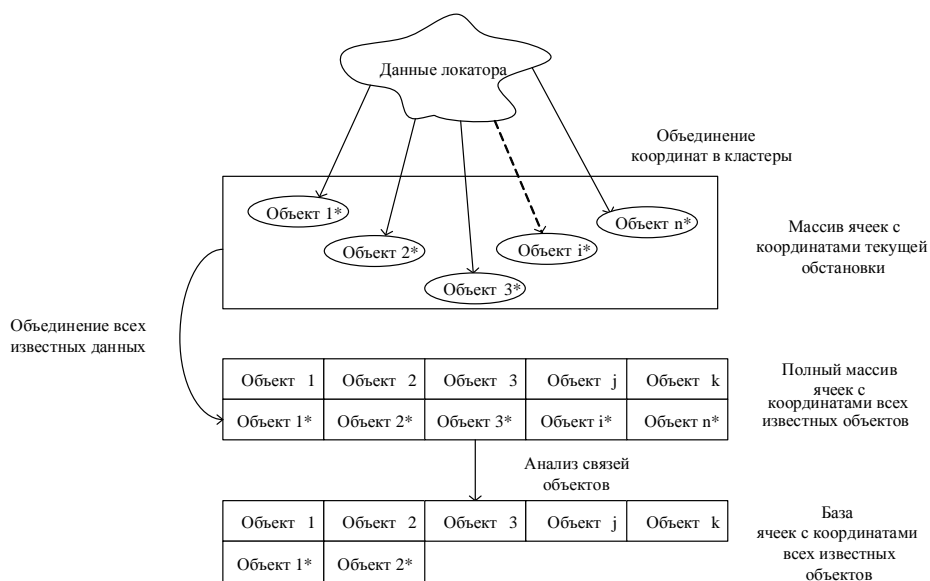 Данные локатора
Объединение
координат в кластеры
Объект 1*
Объект n*
Объект 2*
Объект i*
Объект 3*
Массив ячеек с
координатами текущей
обстановки
Объединение всех
известных данных
Объект 1 Объект 2 Объект 3 Объект j Объект k
Объект 1* Объект 2* Объект 3* Объект i* Объект n*
Полный массив
ячеек с
координатами всех
известных объектов
Анализ связей
объектов
Объект 1 Объект 2 Объект 3 Объект j Объект k
Объект 1* Объект 2*
База
ячеек с координатами
всех известных
объектов